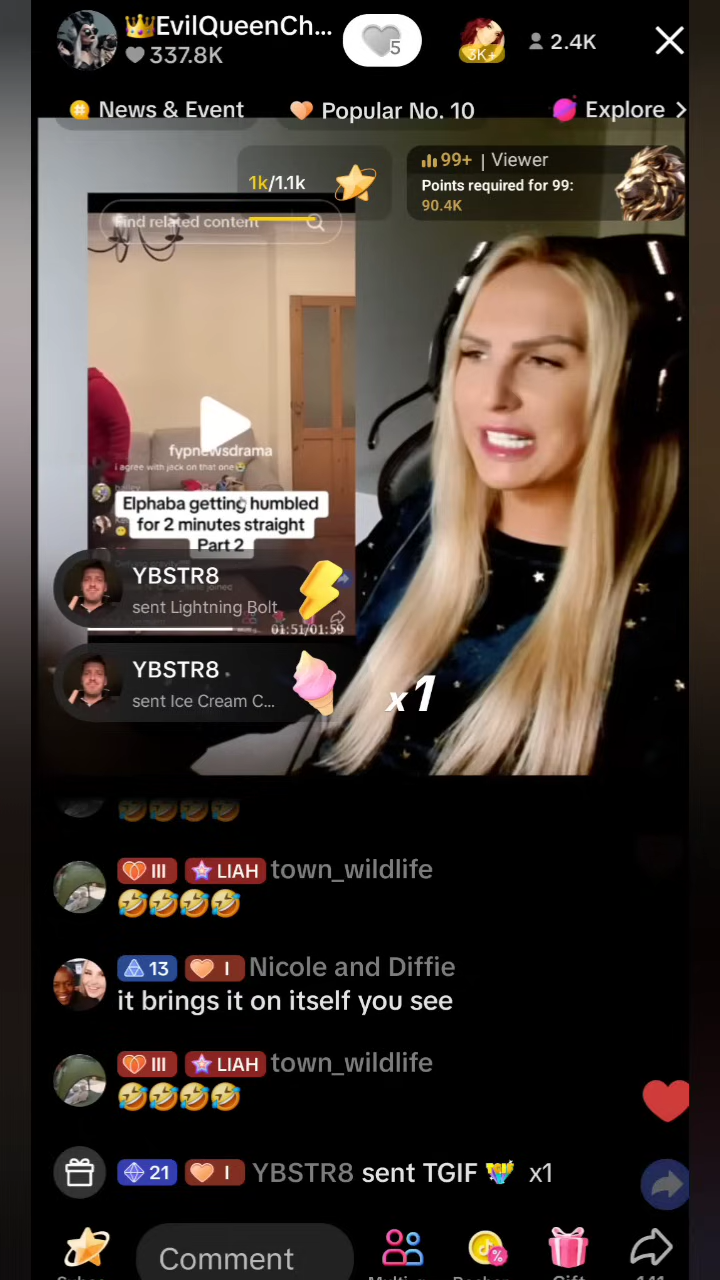 👑EvilQueenCh...
337.8K
5
3K+
2.4K
News & Event
Popular No. 10
Explore
1k/1.1k
99+ | Viewer
Points required for 99:
90.4K
Find related content
fypnewsdrama
i agree with jeck on that one😭
Elphaba getting humbled
for 2 minutes straight
Part 2
YBSTR8
sent Lightning Bolt
01:51/01:59
YBSTR8
sent Ice Cream C...
x1
🤣🤣🤣🤣
III LIAH town_wildlife
🤣🤣🤣🤣
13 I Nicole and Diffie
it brings it on itself you see
III LIAH town_wildlife
🤣🤣🤣🤣
21 I YBSTR8 sent TGIF x1
Comment